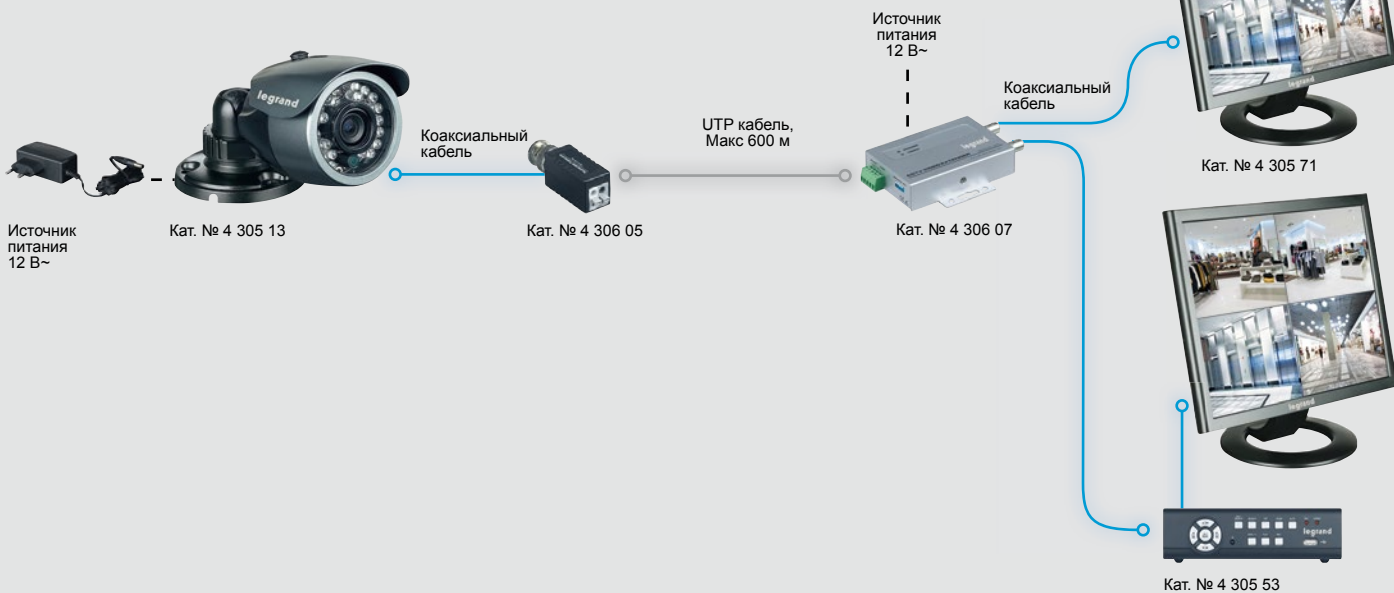 Источник
питания
12 В~
legrand
Кат. № 4 305 13
Коаксиальный
кабель
Кат. № 4 306 05
UTP кабель,
Макс 600 м
Источник
питания
12 В~
legrand
Кат. № 4 306 07
Коаксиальный
кабель
legrand
Кат. № 4 305 71
legrand
legrand
Кат. № 4 305 53